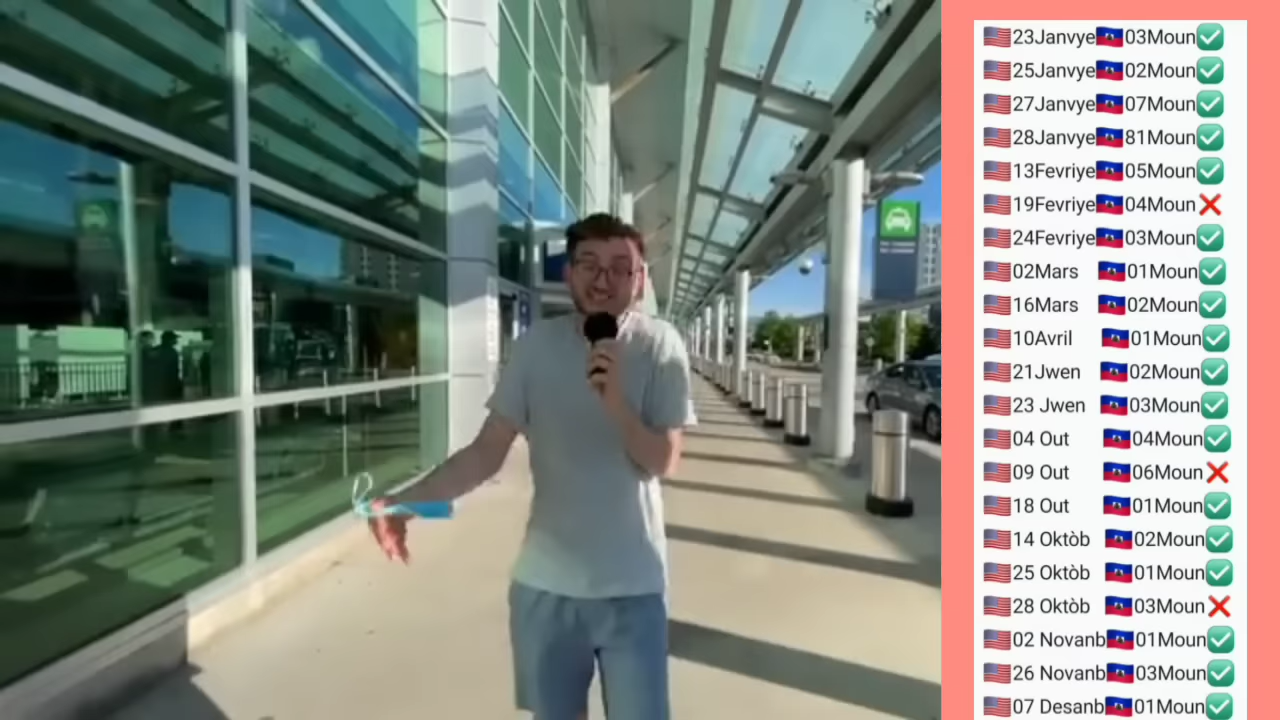 🇺🇸23Janvye🇭🇹03Moun✅
🇺🇸25Janvye🇭🇹02Moun✅
🇺🇸27Janvye🇭🇹07Moun✅
🇺🇸28Janvye🇭🇹81Moun✅
🇺🇸13Fevriye🇭🇹05Moun✅
🇺🇸19Fevriye🇭🇹04Moun❌
🇺🇸24Fevriye🇭🇹03Moun✅
🇺🇸02Mars 🇭🇹01Moun✅
🇺🇸16Mars 🇭🇹02Moun✅
🇺🇸10Avril 🇭🇹01Moun✅
🇺🇸21Jwen 🇭🇹02Moun✅
🇺🇸23 Jwen 🇭🇹03Moun✅
🇺🇸04 Out 🇭🇹04Moun✅
🇺🇸09 Out 🇭🇹06Moun❌
🇺🇸18 Out 🇭🇹01Moun✅
🇺🇸14 Oktòb 🇭🇹02Moun✅
🇺🇸25 Oktòb 🇭🇹01Moun✅
🇺🇸28 Oktòb 🇭🇹03Moun❌
🇺🇸02 Novanb🇭🇹01Moun✅
🇺🇸26 Novanb🇭🇹03Moun✅
🇺🇸07 Desanb🇭🇹01Moun✅